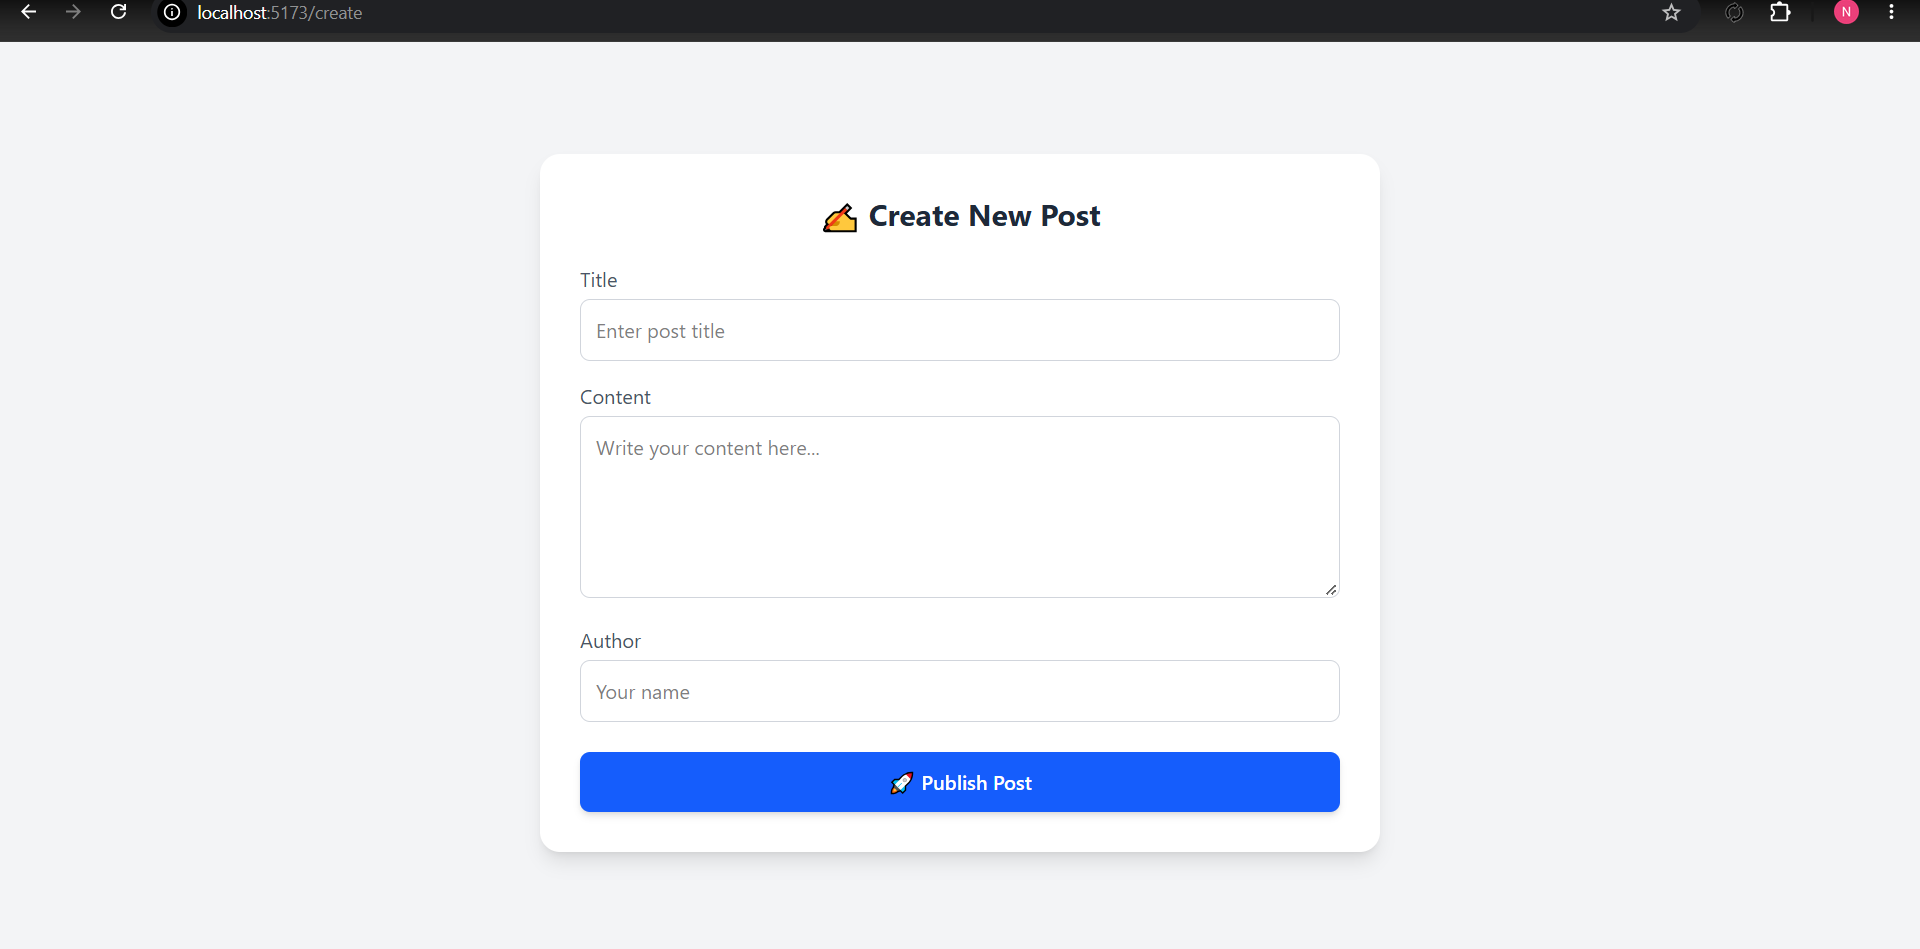 localhost:5173/create
N
✍️ Create New Post
Title
Enter post title
Content
Write your content here...
Author
Your name
🚀 Publish Post